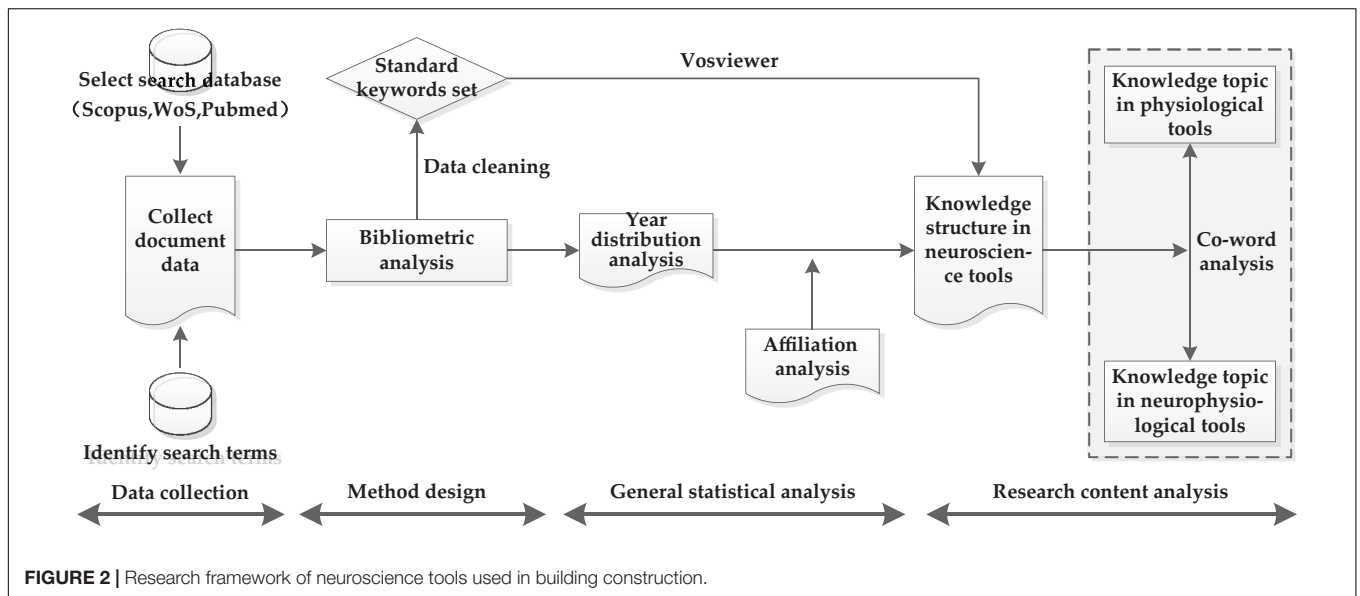 Select search database
（Scopus,WoS,Pubmed）
Collect
document
data
Identify search terms
Standard
keywords set
Data cleaning
Bibliometric
analysis
Vosviewer
Year
distribution
analysis
Affiliation
analysis
Knowledge
structure in
neuroscien-
ce tools
Knowledge topic
in physiological
tools
Co-word
analysis
Knowledge topic
in neurophysio-
logical tools
Data collection
Method design
General statistical analysis
Research content analysis
FIGURE 2 | Research framework of neuroscience tools used in building construction.